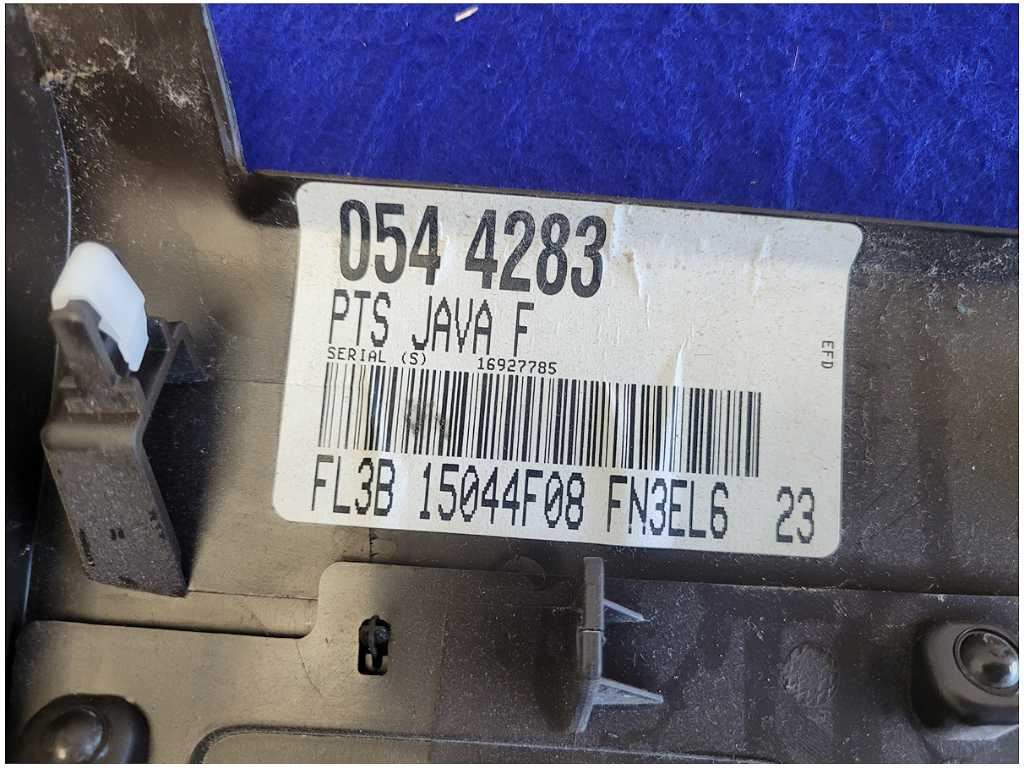 054 4283
PTS JAVA F
SERIAL (S) 16927785
EFD
FL3B 15044F08 FN3EL6 23